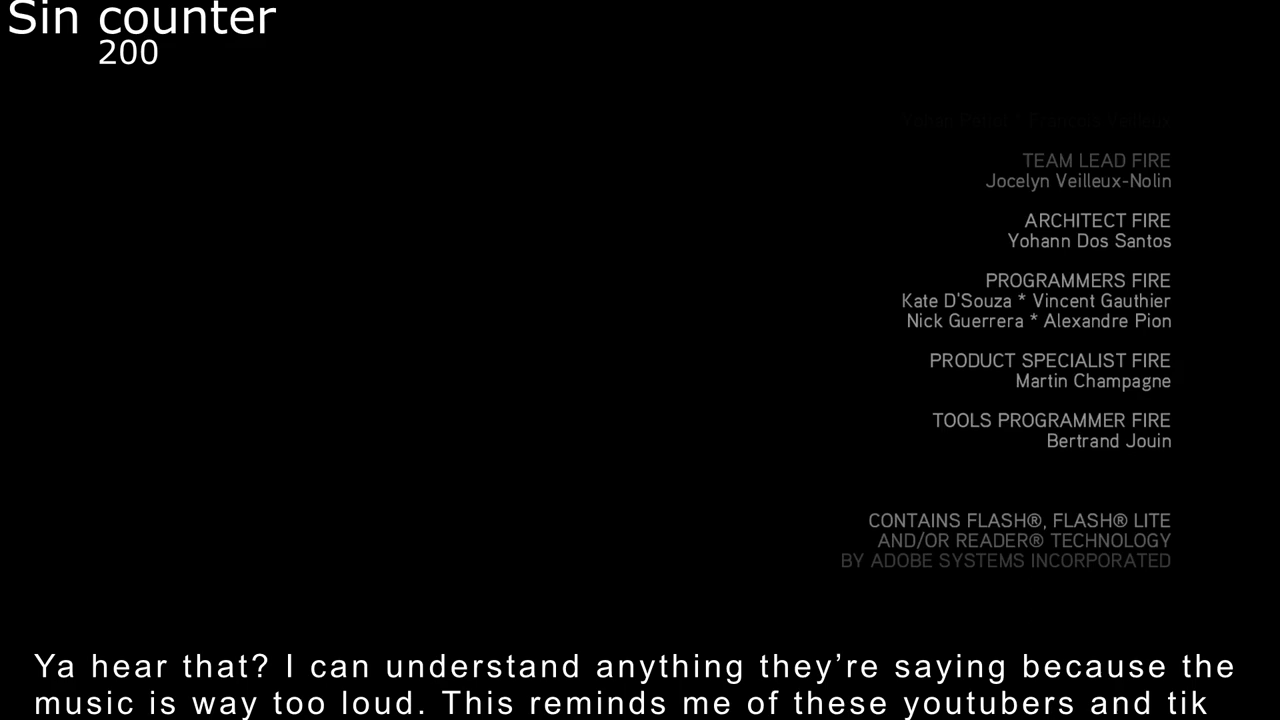 Sin counter
200
TEAM LEAD FIRE
Jocelyn Veilleux-Nolin
ARCHITECT FIRE
Yohann Dos Santos
PROGRAMMERS FIRE
Kate D'Souza * Vincent Gauthier
Nick Guerrera * Alexandre Pion
PRODUCT SPECIALIST FIRE
Martin Champagne
TOOLS PROGRAMMER FIRE
Bertrand Jouin
CONTAINS FLASH®, FLASH® LITE
AND/OR READER® TECHNOLOGY
BY ADOBE SYSTEMS INCORPORATED
Ya hear that? I can understand anything they’re saying because the
music is way too loud. This reminds me of these youtubers and tik